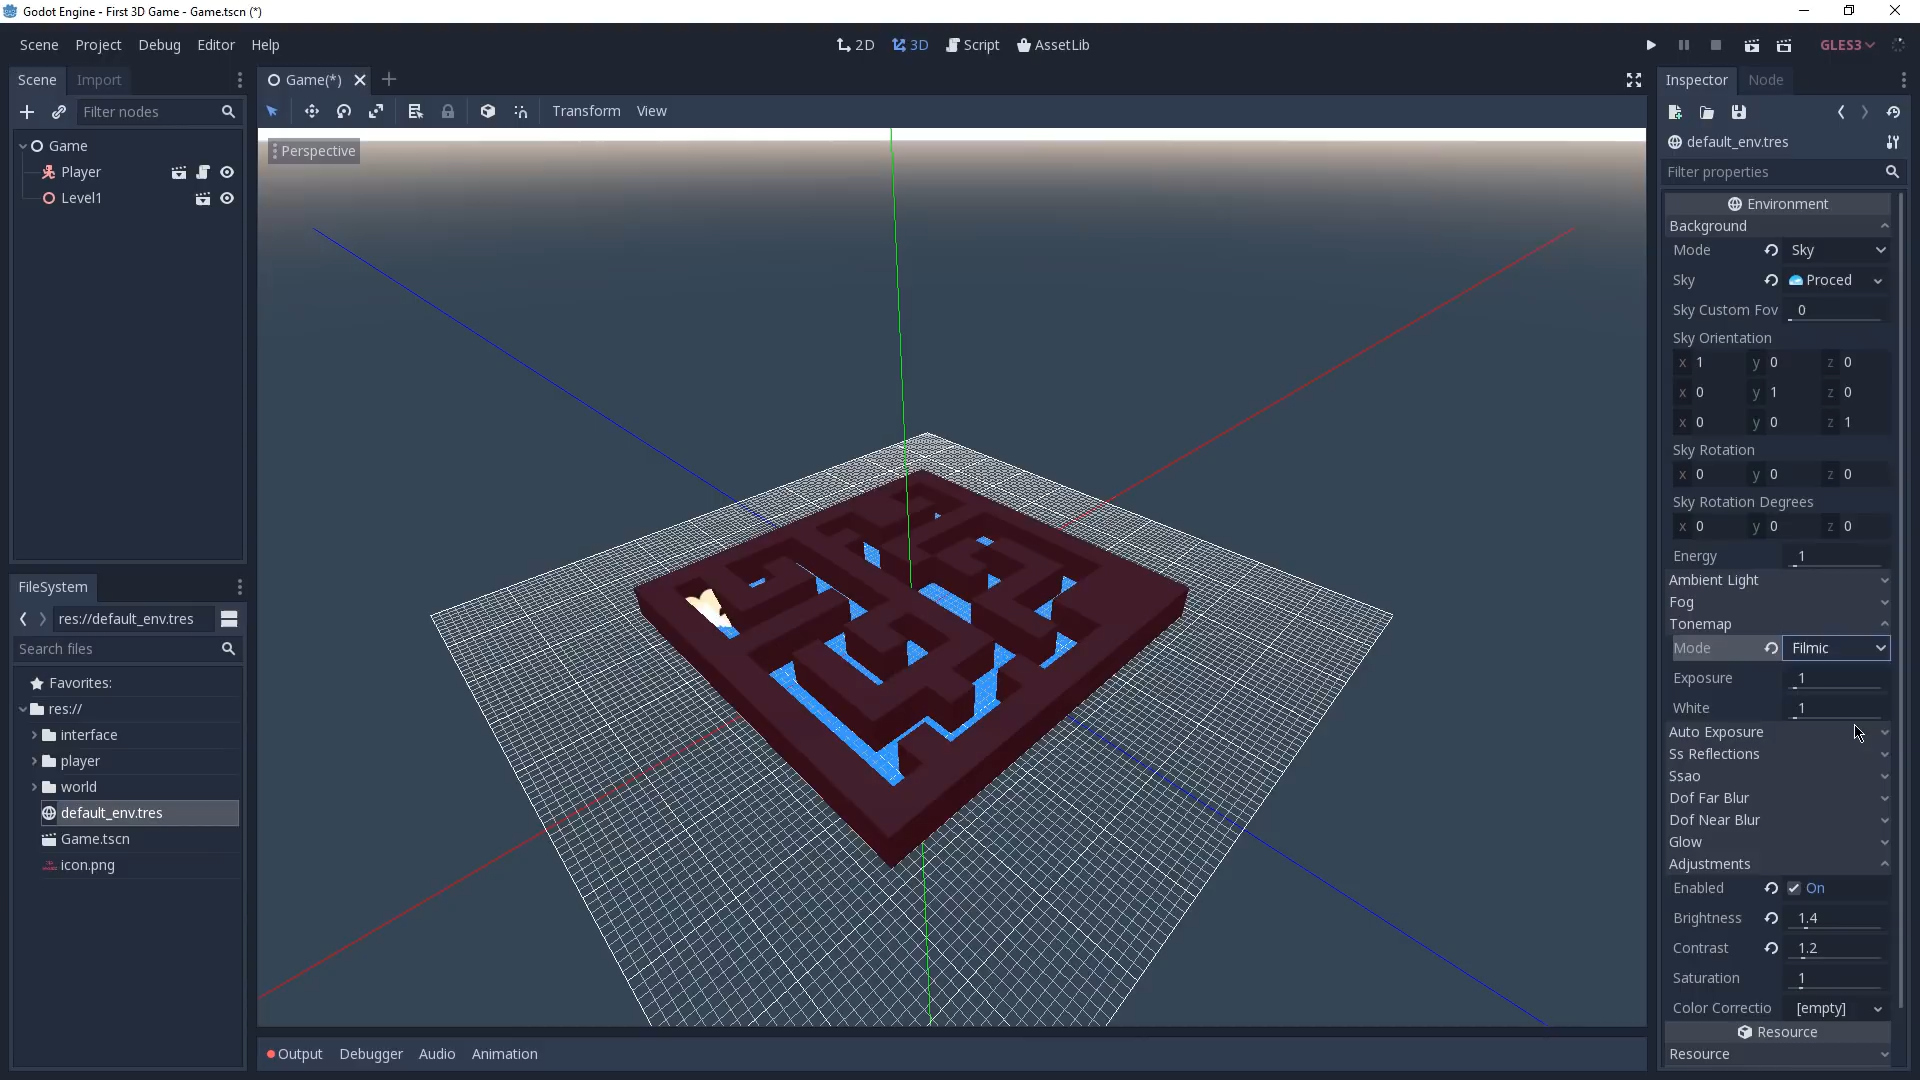 Godot Engine - First 3D Game - Game.tscn (*)
Scene Project Debug Editor Help
2D 3D Script AssetLib
GLES3
Scene Import
Filter nodes
Game
Player
Level1
Game(*)
Transform View
Perspective
FileSystem
res://default_env.tres
Search files
Favorites:
res://
interface
player
world
default_env.tres
Game.tscn
icon.png
Output Debugger Audio Animation
Inspector Node
default_env.tres
Filter properties
Environment
Background
Mode Sky
Sky Proced
Sky Custom Fov 0
Sky Orientation
x 1 y 0 z 0
x 0 y 1 z 0
x 0 y 0 z 1
Sky Rotation
x 0 y 0 z 0
Sky Rotation Degrees
x 0 y 0 z 0
Energy 1
Ambient Light
Fog
Tonemap
Mode Filmic
Exposure 1
White 1
Auto Exposure
Ss Reflections
Ssao
Dof Far Blur
Dof Near Blur
Glow
Adjustments
Enabled On
Brightness 1.4
Contrast 1.2
Saturation 1
Color Correctio [empty]
Resource
Resource